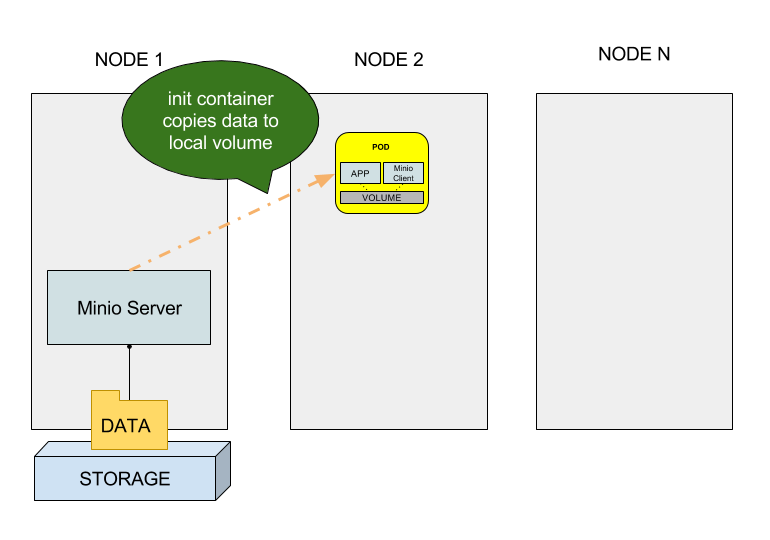 NODE 1
NODE 2
NODE N
init container
copies data to
local volume
POD
APP
Minio
Client
VOLUME
Minio Server
DATA
STORAGE